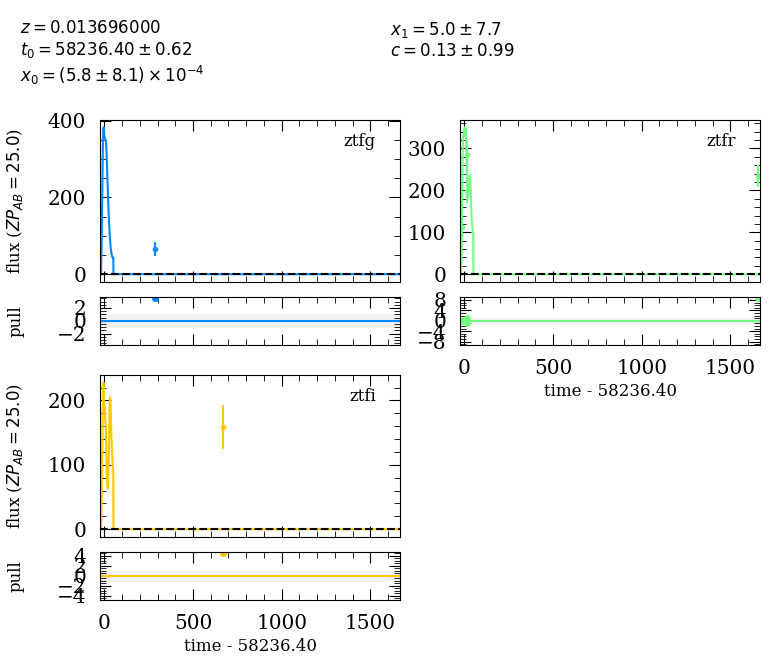 z = 0.013696000
t₀ = 58236.40 ± 0.62
x₀ = (5.8 ± 8.1) × 10⁻⁴
x₁ = 5.0 ± 7.7
c = 0.13 ± 0.99
ztfg
flux (ZP_AB = 25.0)
400
200
0
pull
2
0
−2
ztfr
300
200
100
0
8
4
0
−4
−8
0 500 1000 1500
time - 58236.40
ztfi
flux (ZP_AB = 25.0)
200
100
0
pull
4
2
0
−2
−4
0 500 1000 1500
time - 58236.40